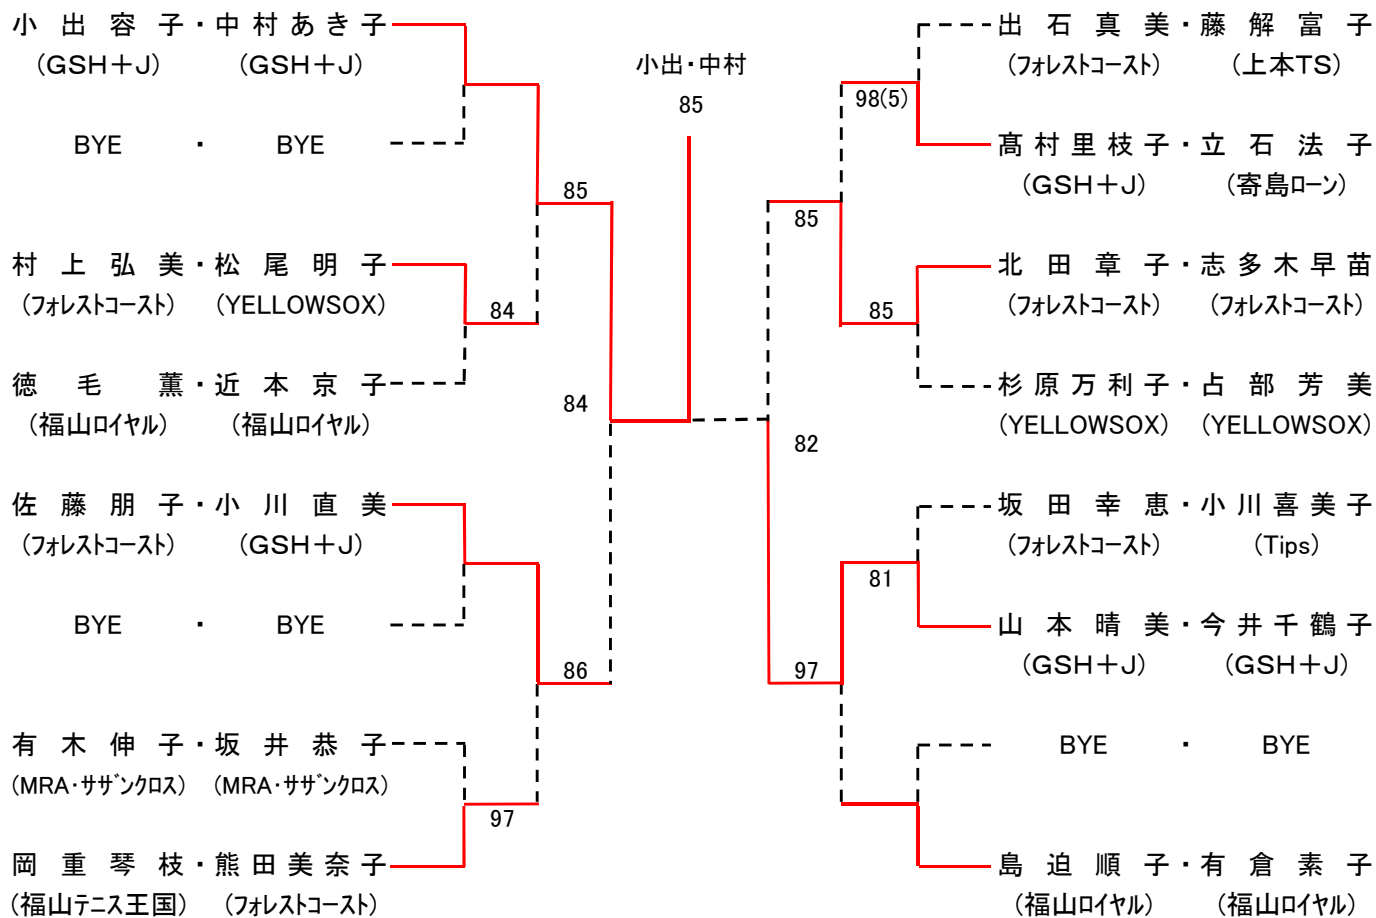 小出容子・中村あき子
(GSH+J) (GSH+J)
BYE ・ BYE
85
村上弘美・松尾明子
(フォレストコースト) (YELLOWSOX)
84
徳毛薫・近本京子
(福山ロイヤル) (福山ロイヤル)
84
佐藤朋子・小川直美
(フォレストコースト) (GSH+J)
BYE ・ BYE
86
有木伸子・坂井恭子
(MRA・サザンクロス) (MRA・サザンクロス)
97
岡重琴枝・熊田美奈子
(福山テニス王国) (フォレストコースト)
小出・中村
85
出石真美・藤解富子
(フォレストコースト) (上本TS)
98(5)
髙村里枝子・立石法子
(GSH+J) (寄島ローン)
85
北田章子・志多木早苗
(フォレストコースト) (フォレストコースト)
85
杉原万利子・占部芳美
(YELLOWSOX) (YELLOWSOX)
82
坂田幸恵・小川喜美子
(フォレストコースト) (Tips)
81
山本晴美・今井千鶴子
(GSH+J) (GSH+J)
97
BYE ・ BYE
島迫順子・有倉素子
(福山ロイヤル) (福山ロイヤル)